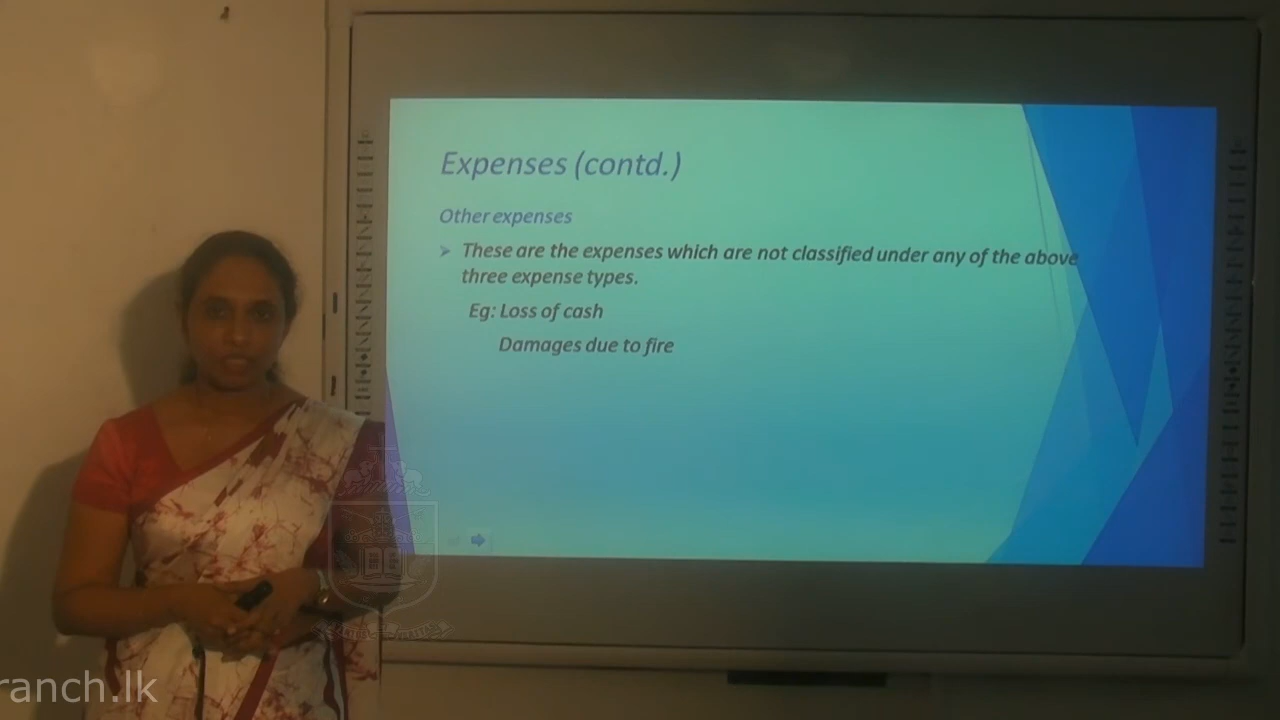 Expenses (contd.)
Other expenses
These are the expenses which are not classified under any of the above
three expense types.
Eg: Loss of cash
Damages due to fire
ranch.lk